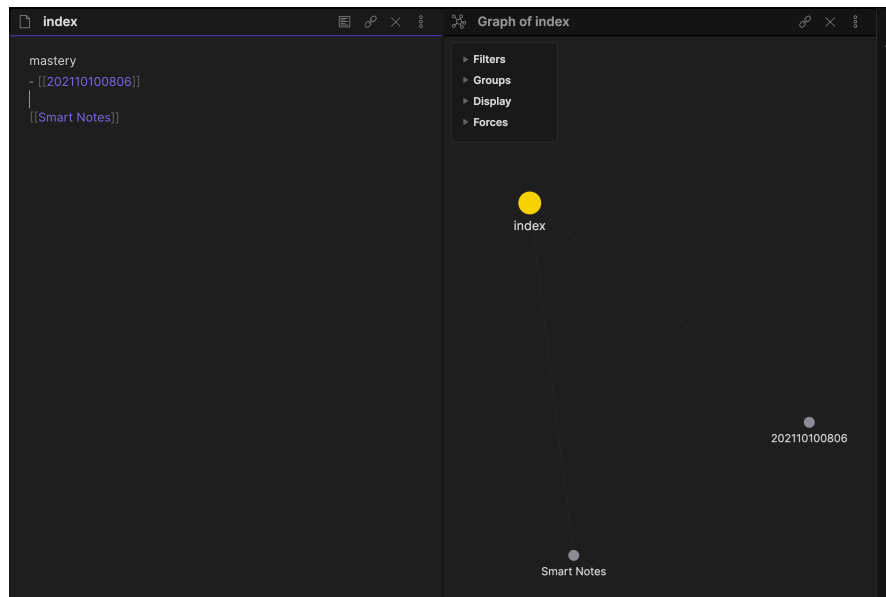 index
mastery
- [[202110100806]]
[[Smart Notes]]
Graph of index
Filters
Groups
Display
Forces
index
202110100806
Smart Notes